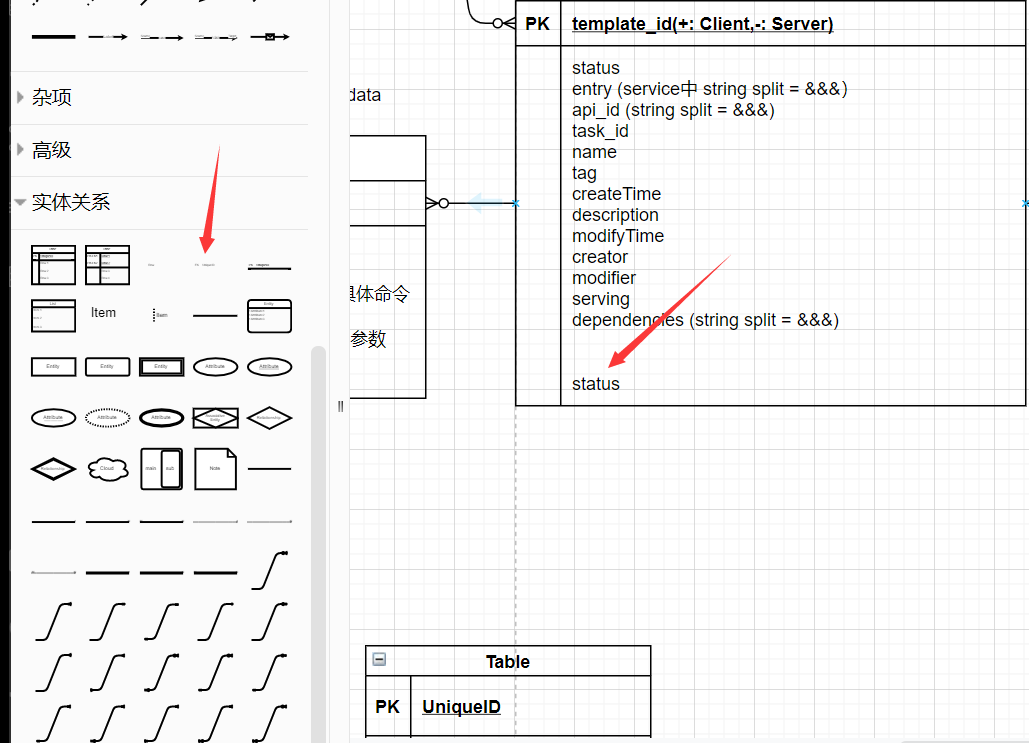 PK
template_id(+: Client,-: Server)
status
data
entry (service中 string split = &&&)
杂项
api_id (string split = &&&)
task_id
高级
name
tag
实体关系
createTime
description
modifyTime
creator
modifier
具体命令
serving
Item
dependencies (string split = &&&)
参数
Entity
Entity
Entity
Attribute
Attribute
status
Attribute
Attribute
Attribute
Cloud
main
sub
Note
Table
PK
UniqueID